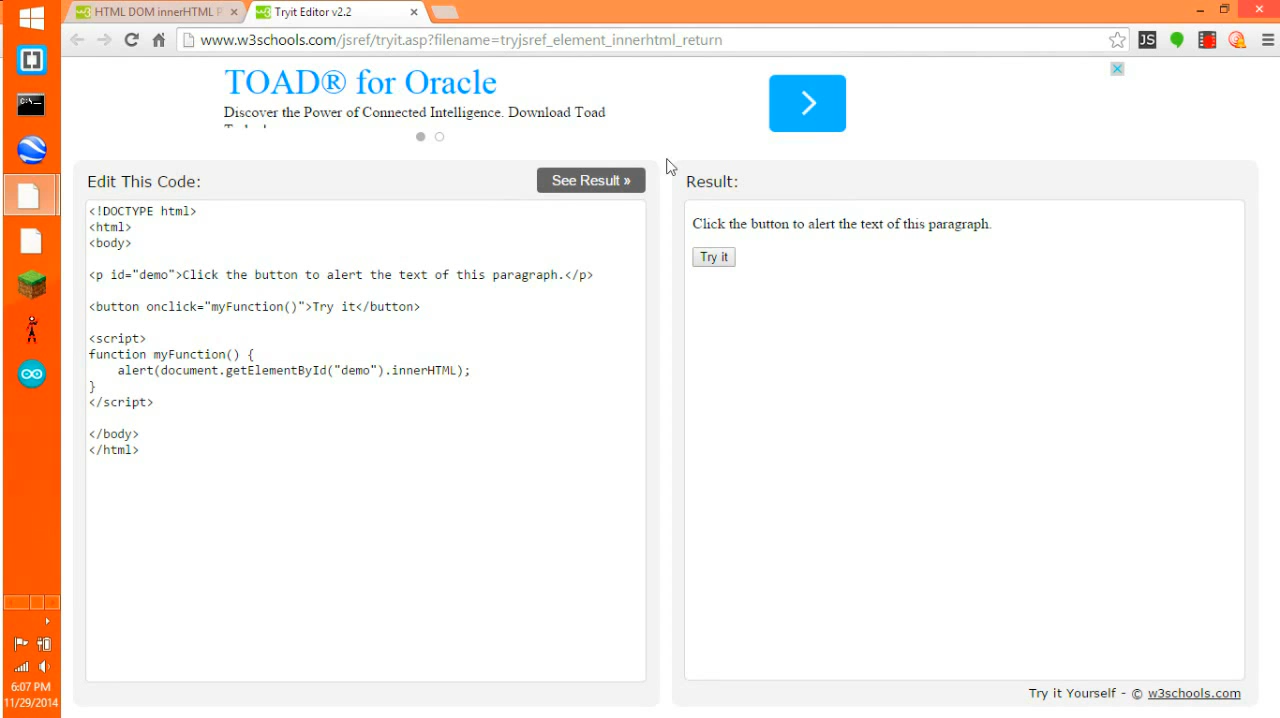 HTML DOM innerHTML P
Tryit Editor v2.2
www.w3schools.com/jsref/tryit.asp?filename=tryjsref_element_innerhtml_return
JS
TOAD® for Oracle
Discover the Power of Connected Intelligence. Download Toad
Edit This Code:
See Result »
<!DOCTYPE html>
<html>
<body>
<p id="demo">Click the button to alert the text of this paragraph.</p>
<button onclick="myFunction()">Try it</button>
<script>
function myFunction() {
    alert(document.getElementById("demo").innerHTML);
}
</script>
</body>
</html>
Result:
Click the button to alert the text of this paragraph.
Try it
Try it Yourself - © w3schools.com
C:\_
6:07 PM
11/29/2014